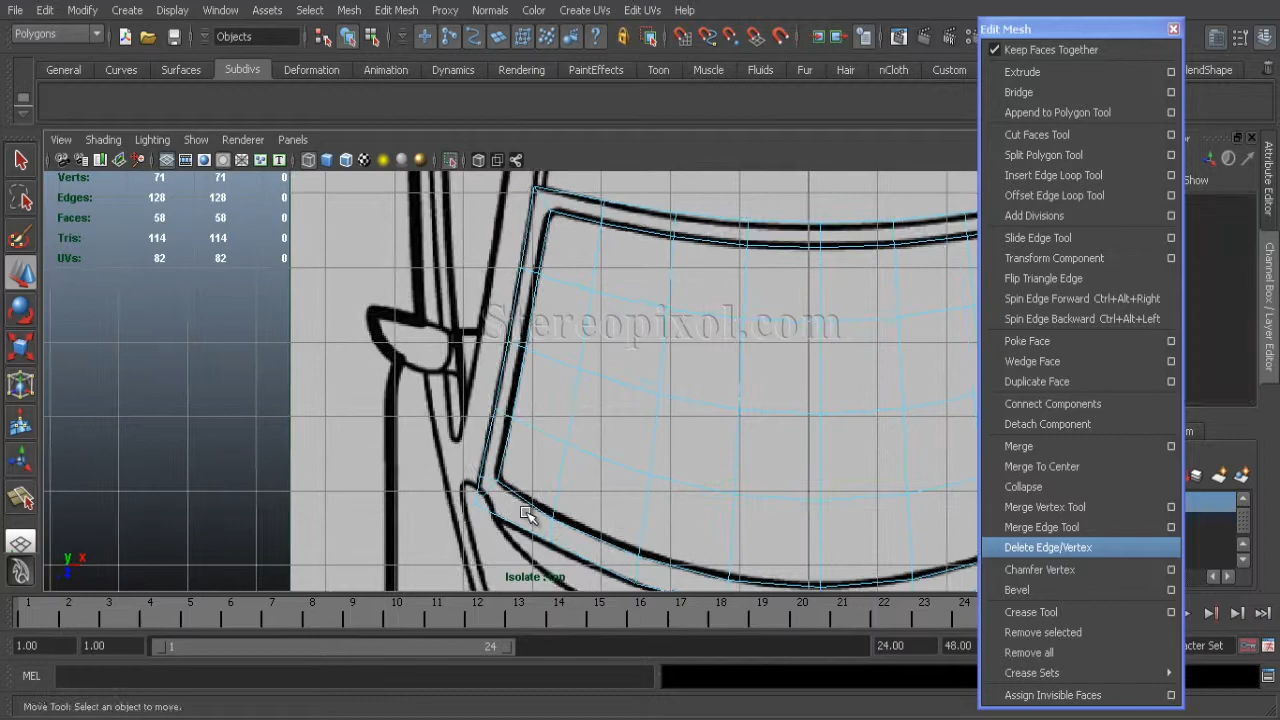 File Edit Modify Create Display Window Assets Select Mesh Edit Mesh Proxy Normals Color Create UVs Edit UVs Help
Edit Mesh
Polygons Objects
General Curves Surfaces Subdivs Deformation Animation Dynamics Rendering PaintEffects Toon Muscle Fluids Fur Hair nCloth Custom
View Shading Lighting Show Renderer Panels
Verts: 71 71 0
Edges: 128 128 0
Faces: 58 58 0
Tris: 114 114 0
UVs: 82 82 0
Stereopixol.com
y x
z
Isolate : top
Keep Faces Together
Extrude
Bridge
Append to Polygon Tool
Cut Faces Tool
Split Polygon Tool
Insert Edge Loop Tool
Offset Edge Loop Tool
Add Divisions
Slide Edge Tool
Transform Component
Flip Triangle Edge
Spin Edge Forward Ctrl+Alt+Right
Spin Edge Backward Ctrl+Alt+Left
Poke Face
Wedge Face
Duplicate Face
Connect Components
Detach Component
Merge
Merge To Center
Collapse
Merge Vertex Tool
Merge Edge Tool
Delete Edge/Vertex
Chamfer Vertex
Bevel
Crease Tool
Remove selected
Remove all
Crease Sets
Assign Invisible Faces
lendShape
Show
Attribute Editor
Channel Box / Layer Editor
1 2 3 4 5 6 7 8 9 10 11 12 13 14 15 16 17 18 19 20 21 22 23 24
1.00 1.00 1 24 24.00 48.00 cter Set
MEL
Move Tool: Select an object to move.